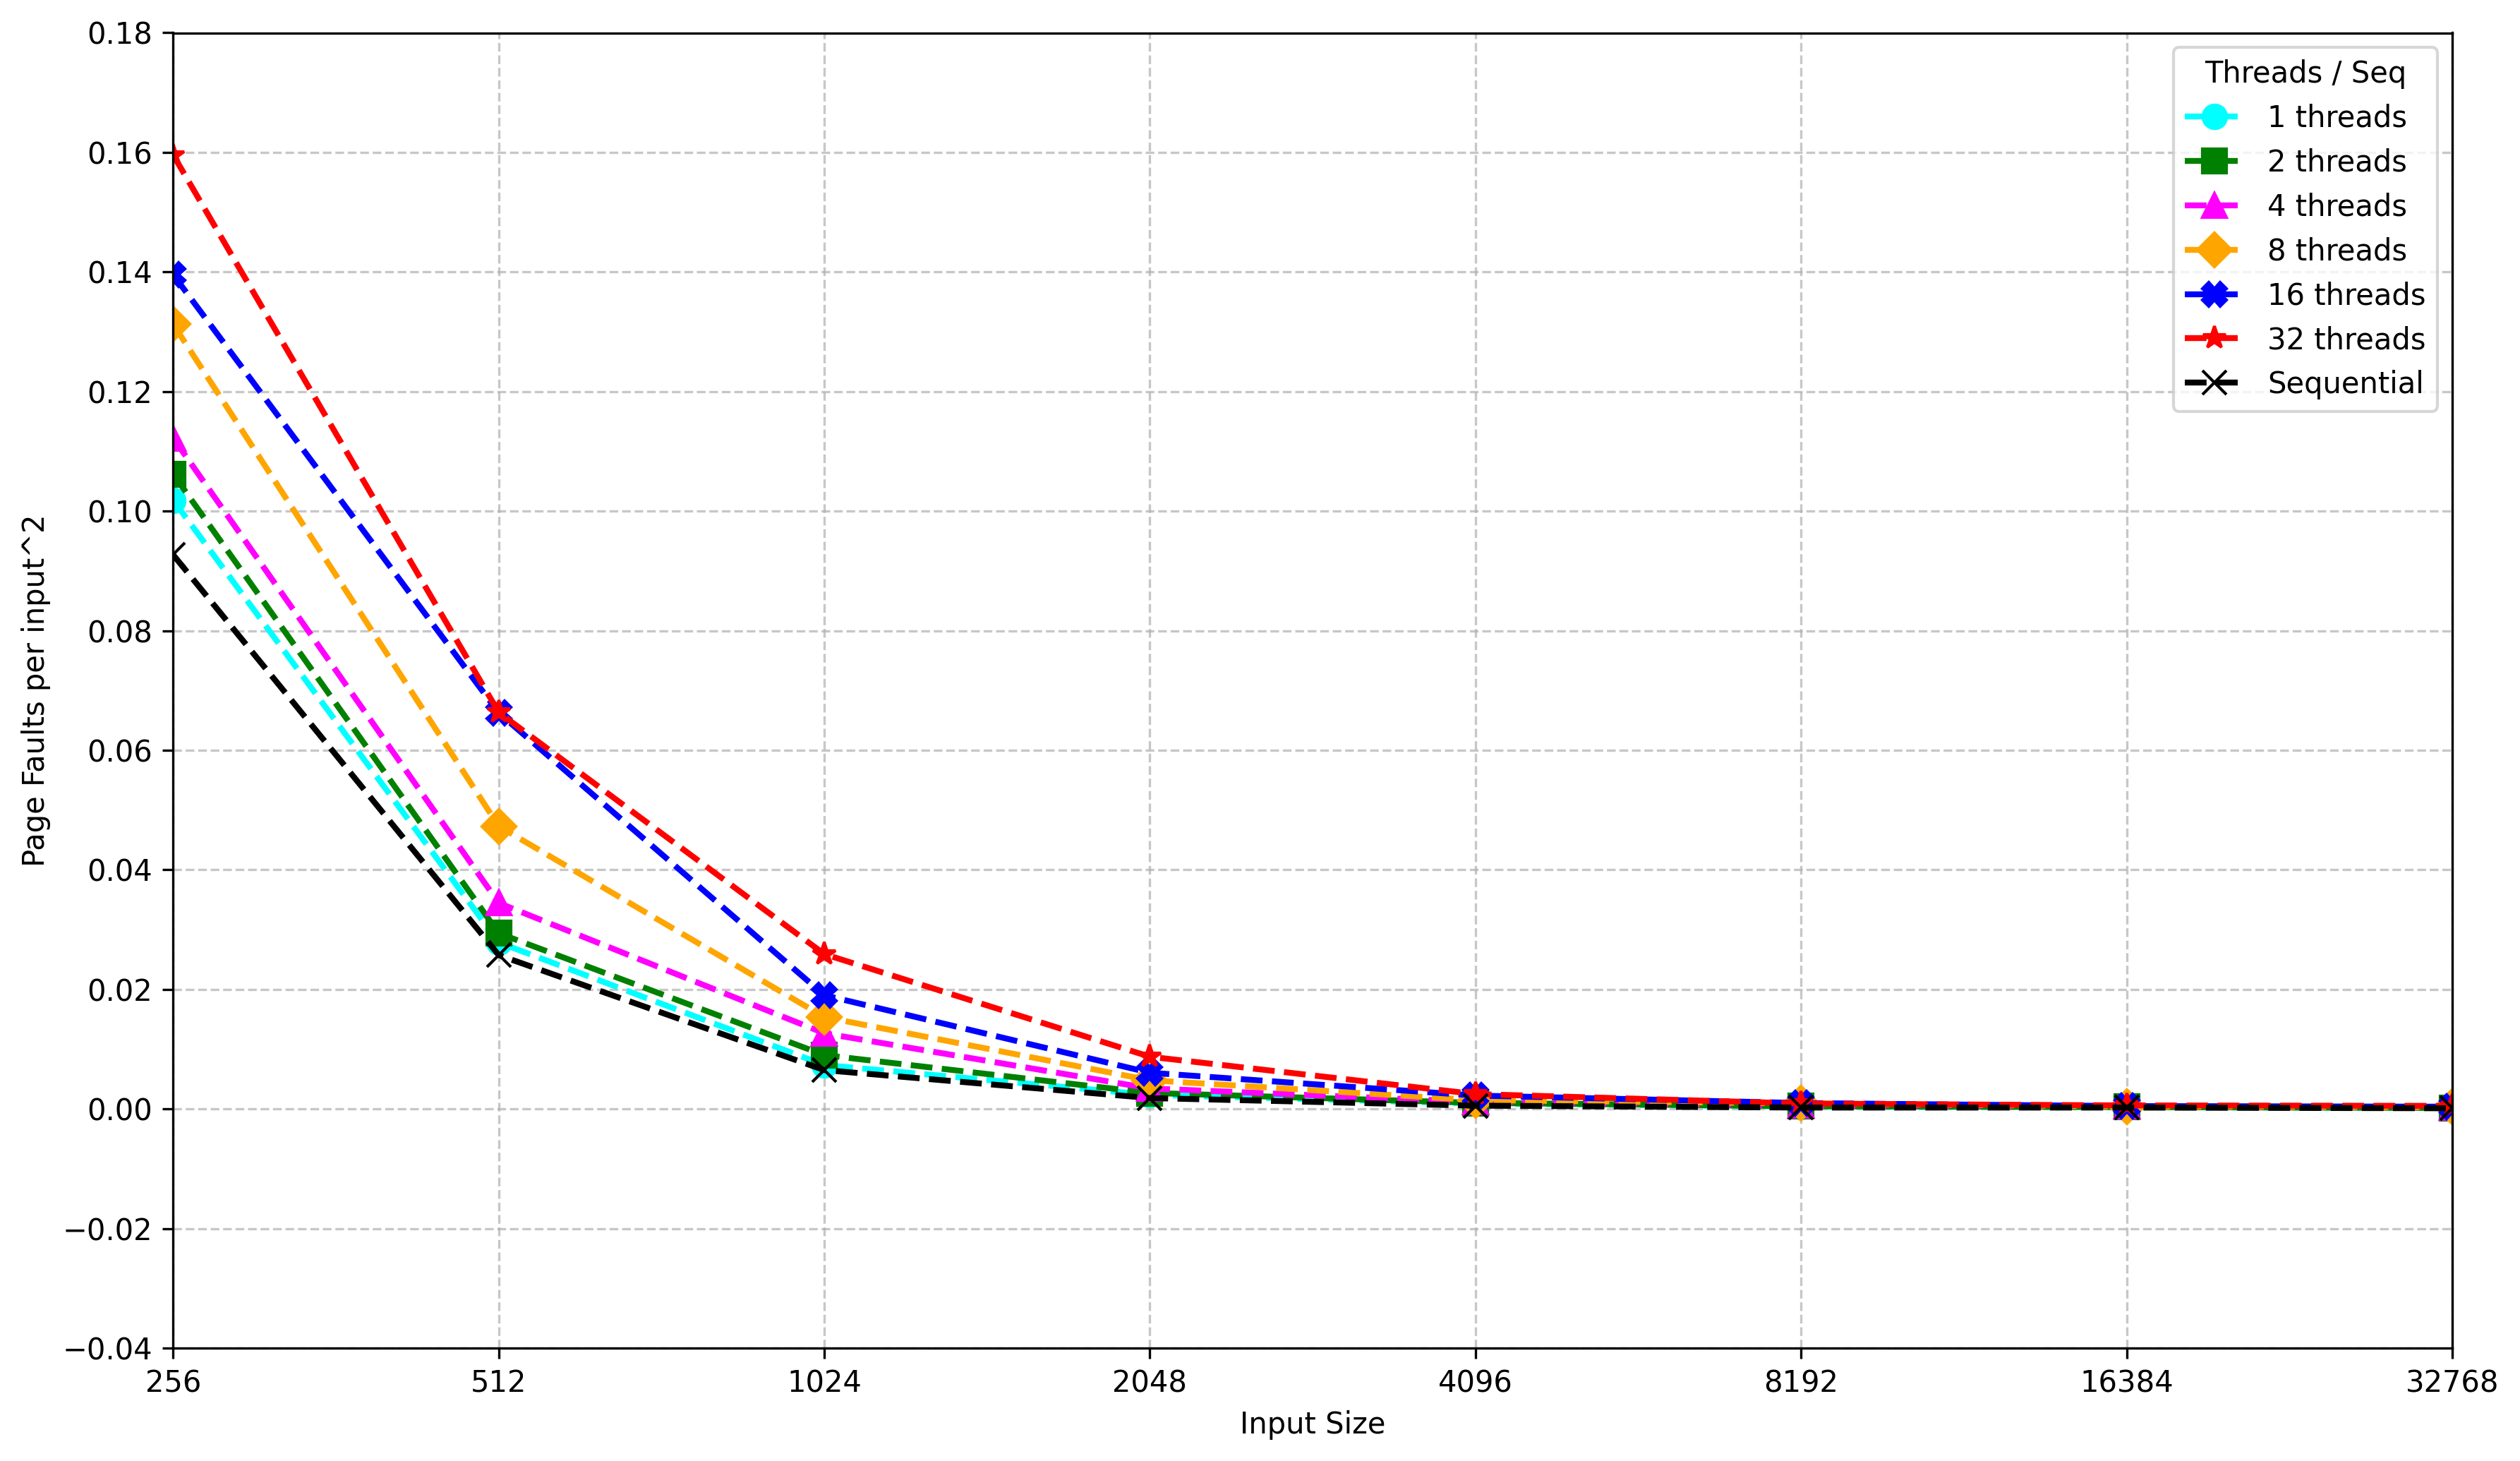 0.18
0.16
0.14
0.12
0.10
0.08
0.06
0.04
0.02
0.00
−0.02
−0.04
Page Faults per input^2
256 512 1024 2048 4096 8192 16384 32768
Input Size
Threads / Seq
1 threads
2 threads
4 threads
8 threads
16 threads
32 threads
Sequential